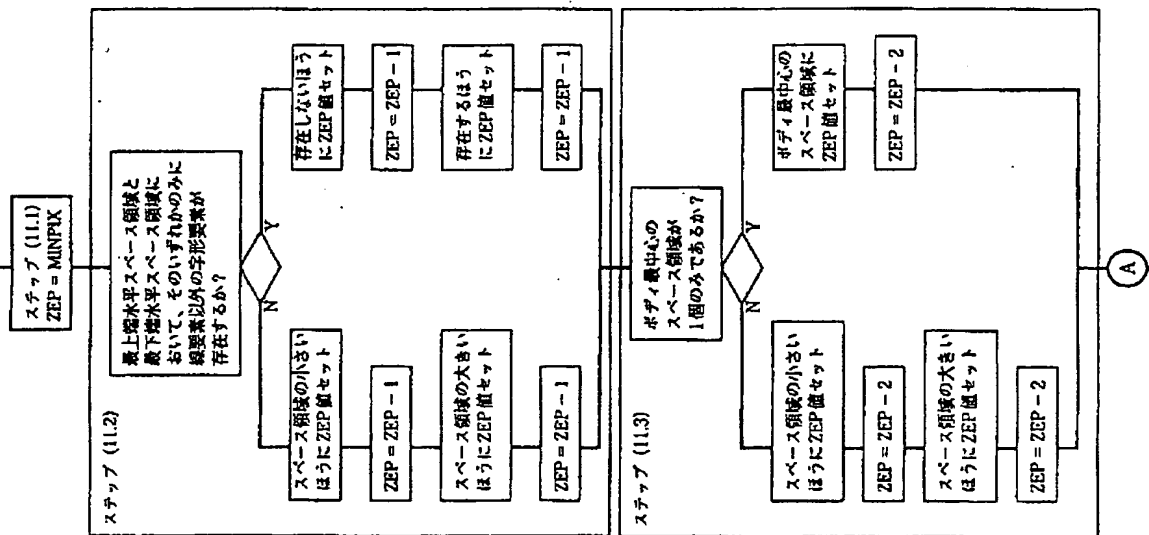 ステップ (11.1)
ZEP = MINPIX
ステップ (11.2)
最上端水平スペース領域と
最下端水平スペース領域に
おいて、そのいずれかのみに
線要素以外の字形要素が
存在するか?
N
Y
スペース領域の小さい
ほうにZEP値セット
ZEP = ZEP - 1
スペース領域の大きい
ほうにZEP値セット
ZEP = ZEP - 1
存在しないほう
にZEP値セット
ZEP = ZEP - 1
存在するほう
にZEP値セット
ZEP = ZEP - 1
ステップ (11.3)
ボディ最中心の
スペース領域が
1個のみであるか?
N
Y
スペース領域の小さい
ほうにZEP値セット
ZEP = ZEP - 2
スペース領域の大きい
ほうにZEP値セット
ZEP = ZEP - 2
ボディ最中心の
スペース領域に
ZEP値セット
ZEP = ZEP - 2
A